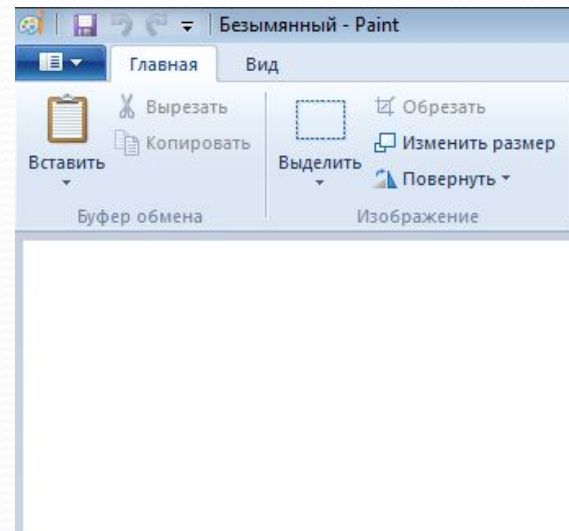 Безымянный - Paint
Главная Вид
Вырезать
Копировать
Вставить
Буфер обмена
Выделить
Обрезать
Изменить размер
Повернуть
Изображение